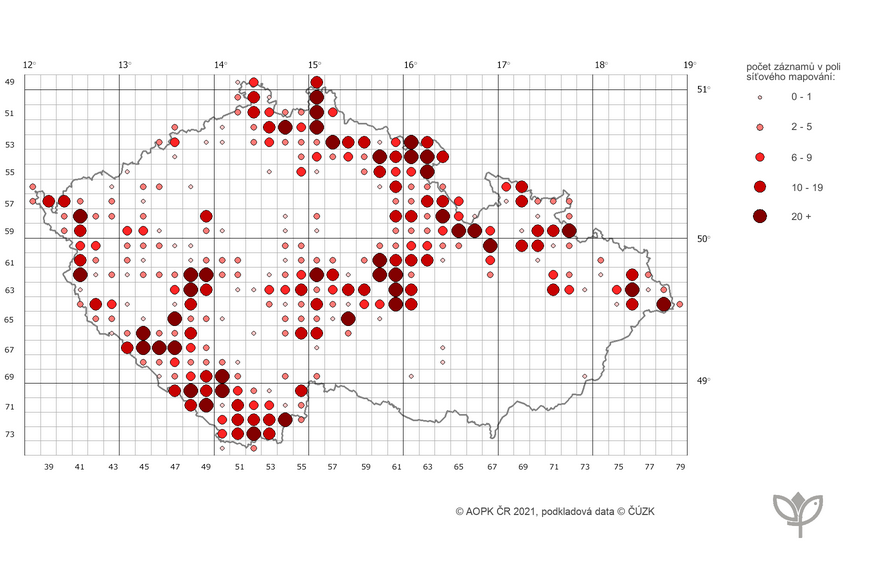 12° 13° 14° 15° 16° 17° 18° 19°
počet záznamů v poli
síťového mapování:
49 51°
0 - 1
51
2 - 5
53
6 - 9
55
10 - 19
57
20 +
59 50°
61
63
65
67
69 49°
71
73
39 41 43 45 47 49 51 53 55 57 59 61 63 65 67 69 71 73 75 77 79
© AOPK ČR 2021, podkladová data © ČÚZK